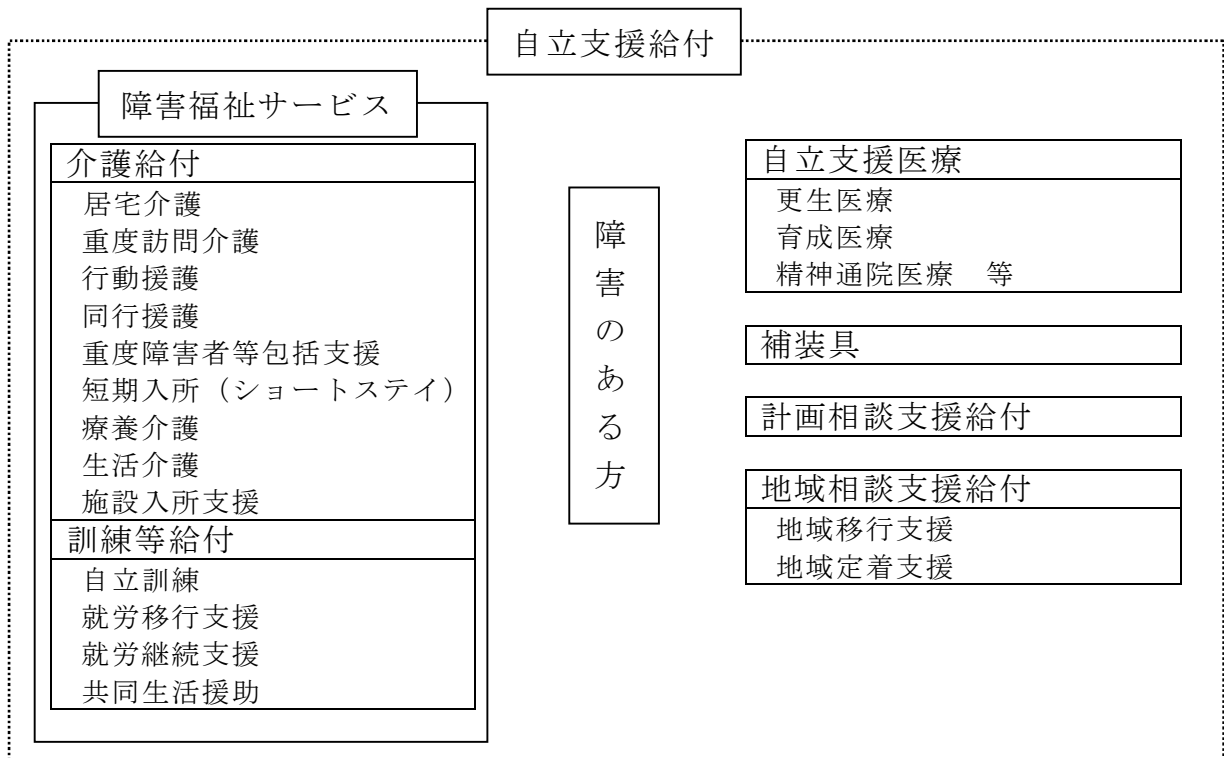 自立支援給付
障害福祉サービス
介護給付
居宅介護
重度訪問介護
行動援護
同行援護
重度障害者等包括支援
短期入所（ショートステイ）
療養介護
生活介護
施設入所支援
訓練等給付
自立訓練
就労移行支援
就労継続支援
共同生活援助
障害のある方
自立支援医療
更生医療
育成医療
精神通院医療　等
補装具
計画相談支援給付
地域相談支援給付
地域移行支援
地域定着支援